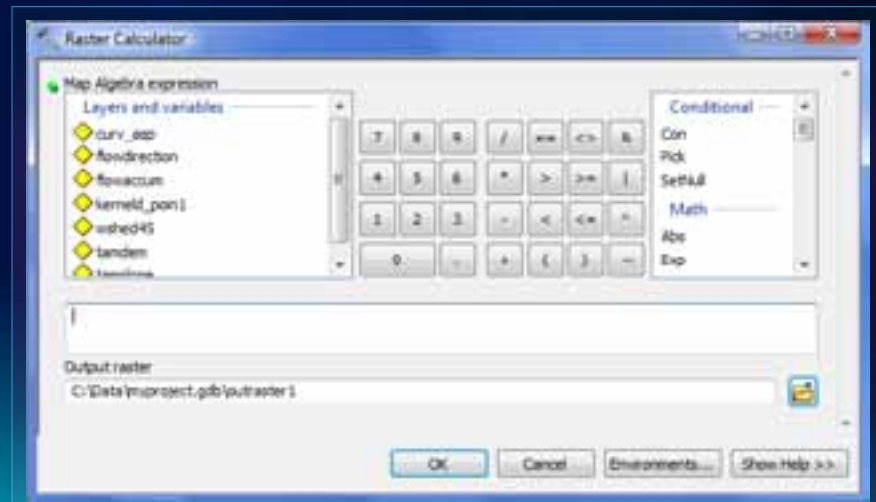 Raster Calculator
Map Algebra expression
Layers and variables
curv_asp
flowdirection
flowaccum
kerneld_poin1
wshed45
tandem
7 8 9 / == <> &
4 5 6 * > >= |
1 2 3 - < <= ^
0 . + ( ) ~
Conditional
Con
Pick
SetNull
Math
Abs
Exp
Output raster
C:\Data\myproject.gdb\outraster1
OK Cancel Environments... Show Help >>